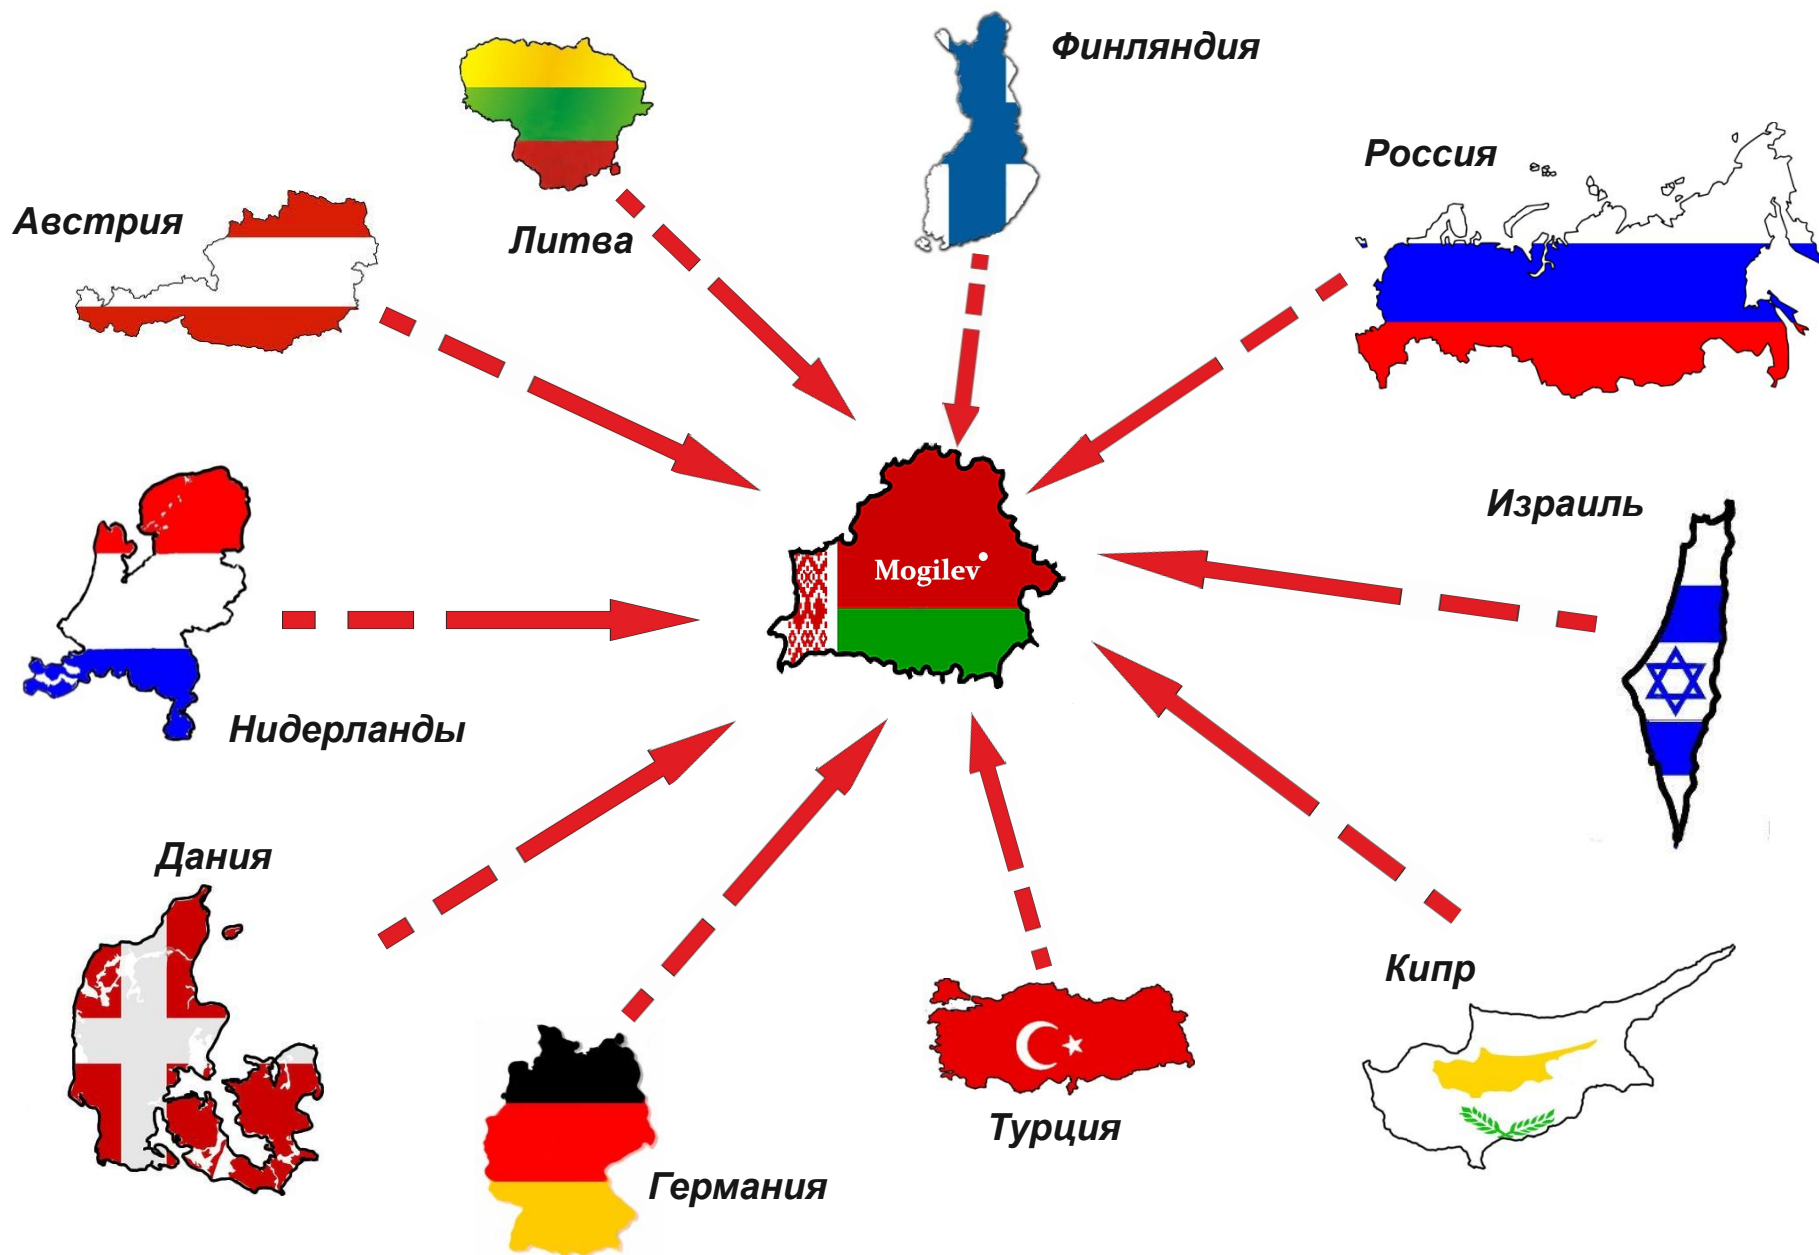 Финляндия
Россия
Австрия
Литва
Израиль
Mogilev
Нидерланды
Дания
Кипр
Турция
Германия